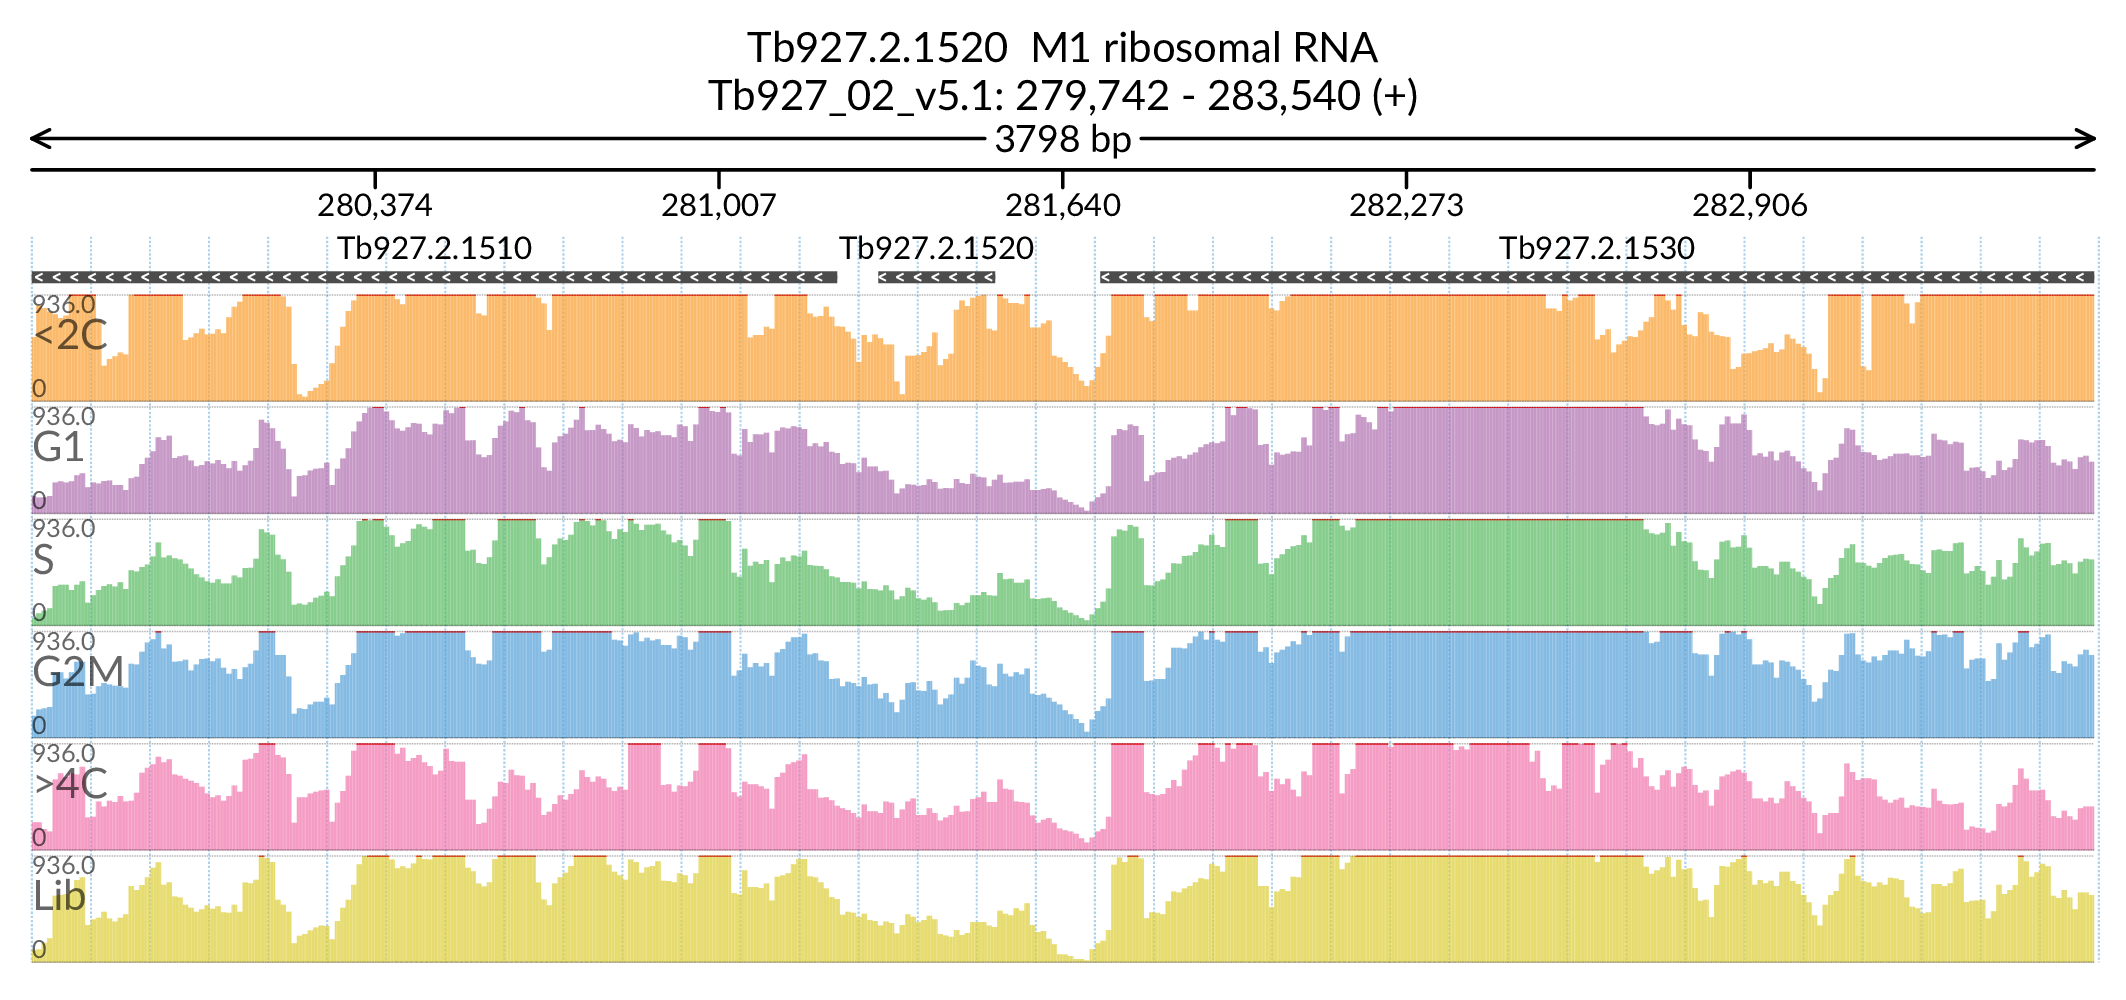 Tb927.2.1520 M1 ribosomal RNA
Tb927_02_v5.1: 279,742 - 283,540 (+)
3798 bp
280,374 281,007 281,640 282,273 282,906
Tb927.2.1510 Tb927.2.1520 Tb927.2.1530
936.0
<2C
0
936.0
G1
0
936.0
S
0
936.0
G2M
0
936.0
>4C
0
936.0
Lib
0